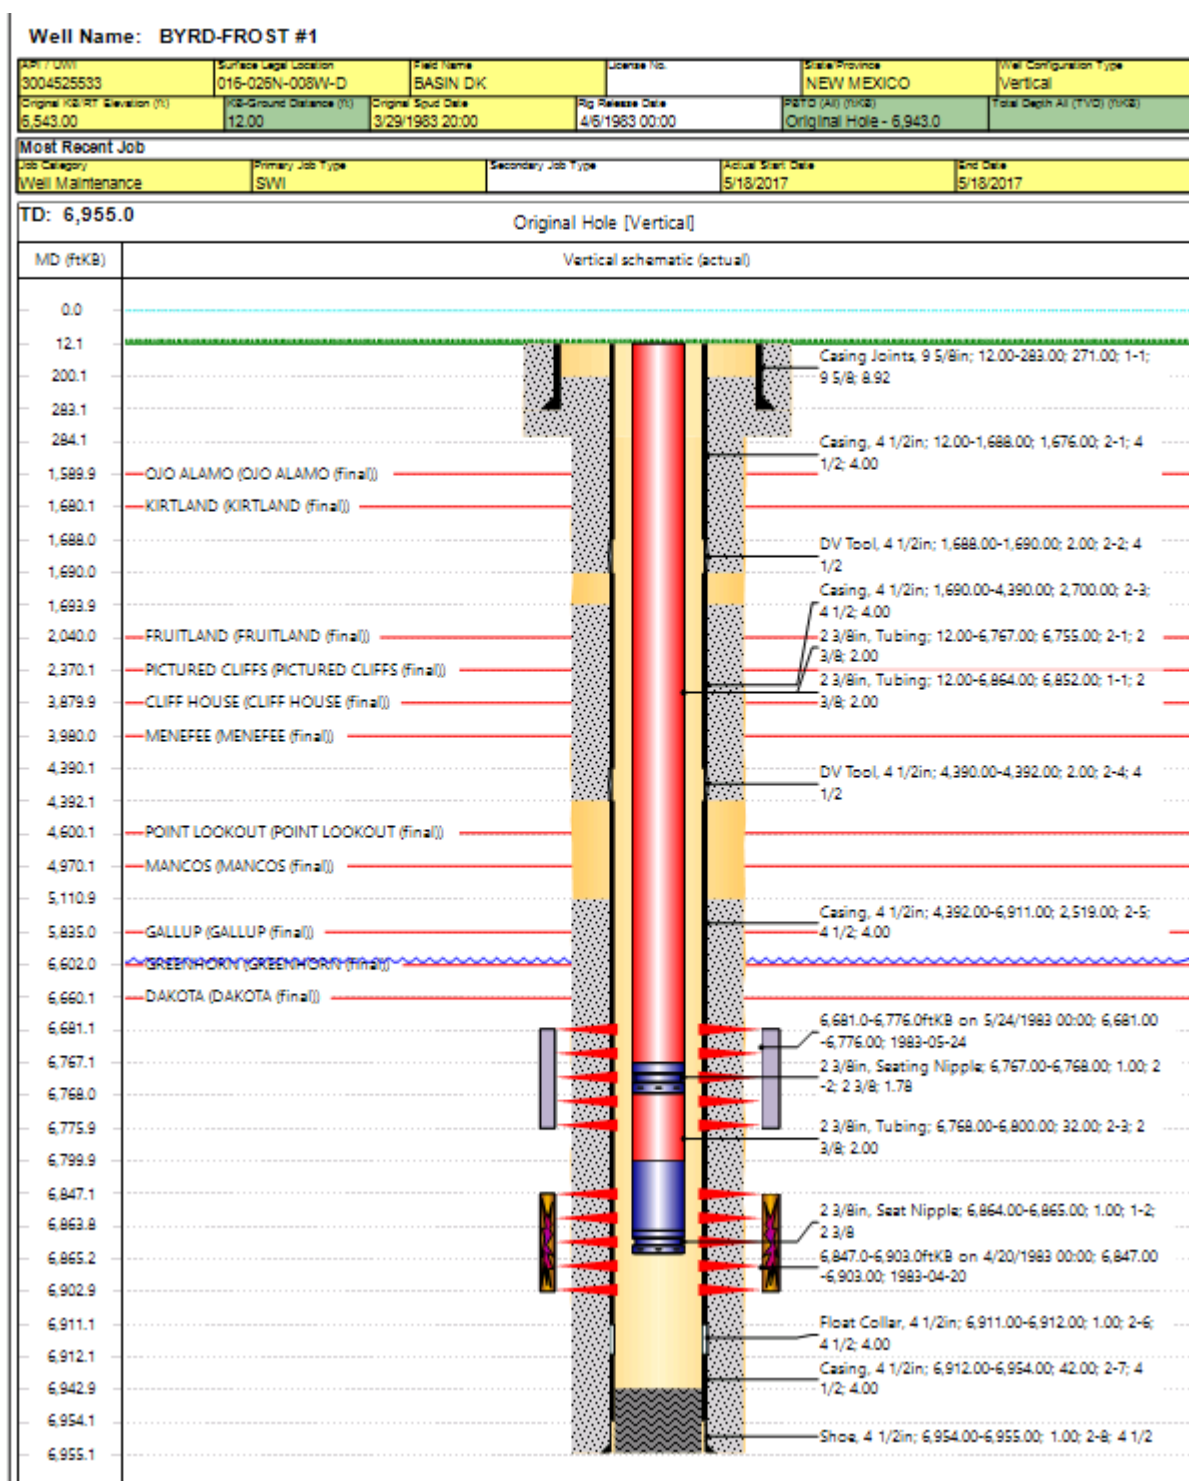 Well Name: BYRD-FROST #1
API / UWI Surface Legal Location Field Name License No. State/Province Well Configuration Type
3004525533 016-026N-008W-D BASIN DK NEW MEXICO Vertical
Original KB/RT Elevation (ft) KB-Ground Distance (ft) Original Spud Date Rig Release Date PBTD (All) (ftKB) Total Depth All (TVD) (ftKB)
6,543.00 12.00 3/29/1983 20:00 4/6/1983 00:00 Original Hole - 6,943.0
Most Recent Job
Job Category Primary Job Type Secondary Job Type Actual Start Date End Date
Well Maintenance SWI 5/18/2017 5/18/2017
TD: 6,955.0 Original Hole [Vertical]
MD (ftKB) Vertical schematic (actual)
0.0
12.1
Casing Joints, 9 5/8in; 12.00-283.00; 271.00; 1-1;
9 5/8; 8.92
200.1
283.1
284.1
Casing, 4 1/2in; 12.00-1,688.00; 1,676.00; 2-1; 4
1/2; 4.00
1,589.9 OJO ALAMO (OJO ALAMO (final))
1,680.1 KIRTLAND (KIRTLAND (final))
1,688.0
DV Tool, 4 1/2in; 1,688.00-1,690.00; 2.00; 2-2; 4
1/2
1,690.0
Casing, 4 1/2in; 1,690.00-4,390.00; 2,700.00; 2-3;
4 1/2; 4.00
1,693.9
2,040.0 FRUITLAND (FRUITLAND (final))
2 3/8in, Tubing; 12.00-6,767.00; 6,755.00; 2-1; 2
3/8; 2.00
2,370.1 PICTURED CLIFFS (PICTURED CLIFFS (final))
2 3/8in, Tubing; 12.00-6,864.00; 6,852.00; 1-1; 2
3/8; 2.00
3,879.9 CLIFF HOUSE (CLIFF HOUSE (final))
3,980.0 MENEFEE (MENEFEE (final))
4,390.1
DV Tool, 4 1/2in; 4,390.00-4,392.00; 2.00; 2-4; 4
1/2
4,392.1
4,600.1 POINT LOOKOUT (POINT LOOKOUT (final))
4,970.1 MANCOS (MANCOS (final))
5,110.9
Casing, 4 1/2in; 4,392.00-6,911.00; 2,519.00; 2-5;
4 1/2; 4.00
5,835.0 GALLUP (GALLUP (final))
6,602.0 GREENHORN (GREENHORN (final))
6,660.1 DAKOTA (DAKOTA (final))
6,681.1
6,681.0-6,776.0ftKB on 5/24/1983 00:00; 6,681.00
-6,776.00; 1983-05-24
6,767.1
2 3/8in, Seating Nipple; 6,767.00-6,768.00; 1.00; 2
-2; 2 3/8; 1.78
6,768.0
6,775.9
2 3/8in, Tubing; 6,768.00-6,800.00; 32.00; 2-3; 2
3/8; 2.00
6,799.9
6,847.1
2 3/8in, Seat Nipple; 6,864.00-6,865.00; 1.00; 1-2;
2 3/8
6,863.8
6,865.2
6,847.0-6,903.0ftKB on 4/20/1983 00:00; 6,847.00
-6,903.00; 1983-04-20
6,902.9
6,911.1
Float Collar, 4 1/2in; 6,911.00-6,912.00; 1.00; 2-6;
4 1/2; 4.00
6,912.1
Casing, 4 1/2in; 6,912.00-6,954.00; 42.00; 2-7; 4
1/2; 4.00
6,942.9
6,954.1
Shoe, 4 1/2in; 6,954.00-6,955.00; 1.00; 2-8; 4 1/2
6,955.1